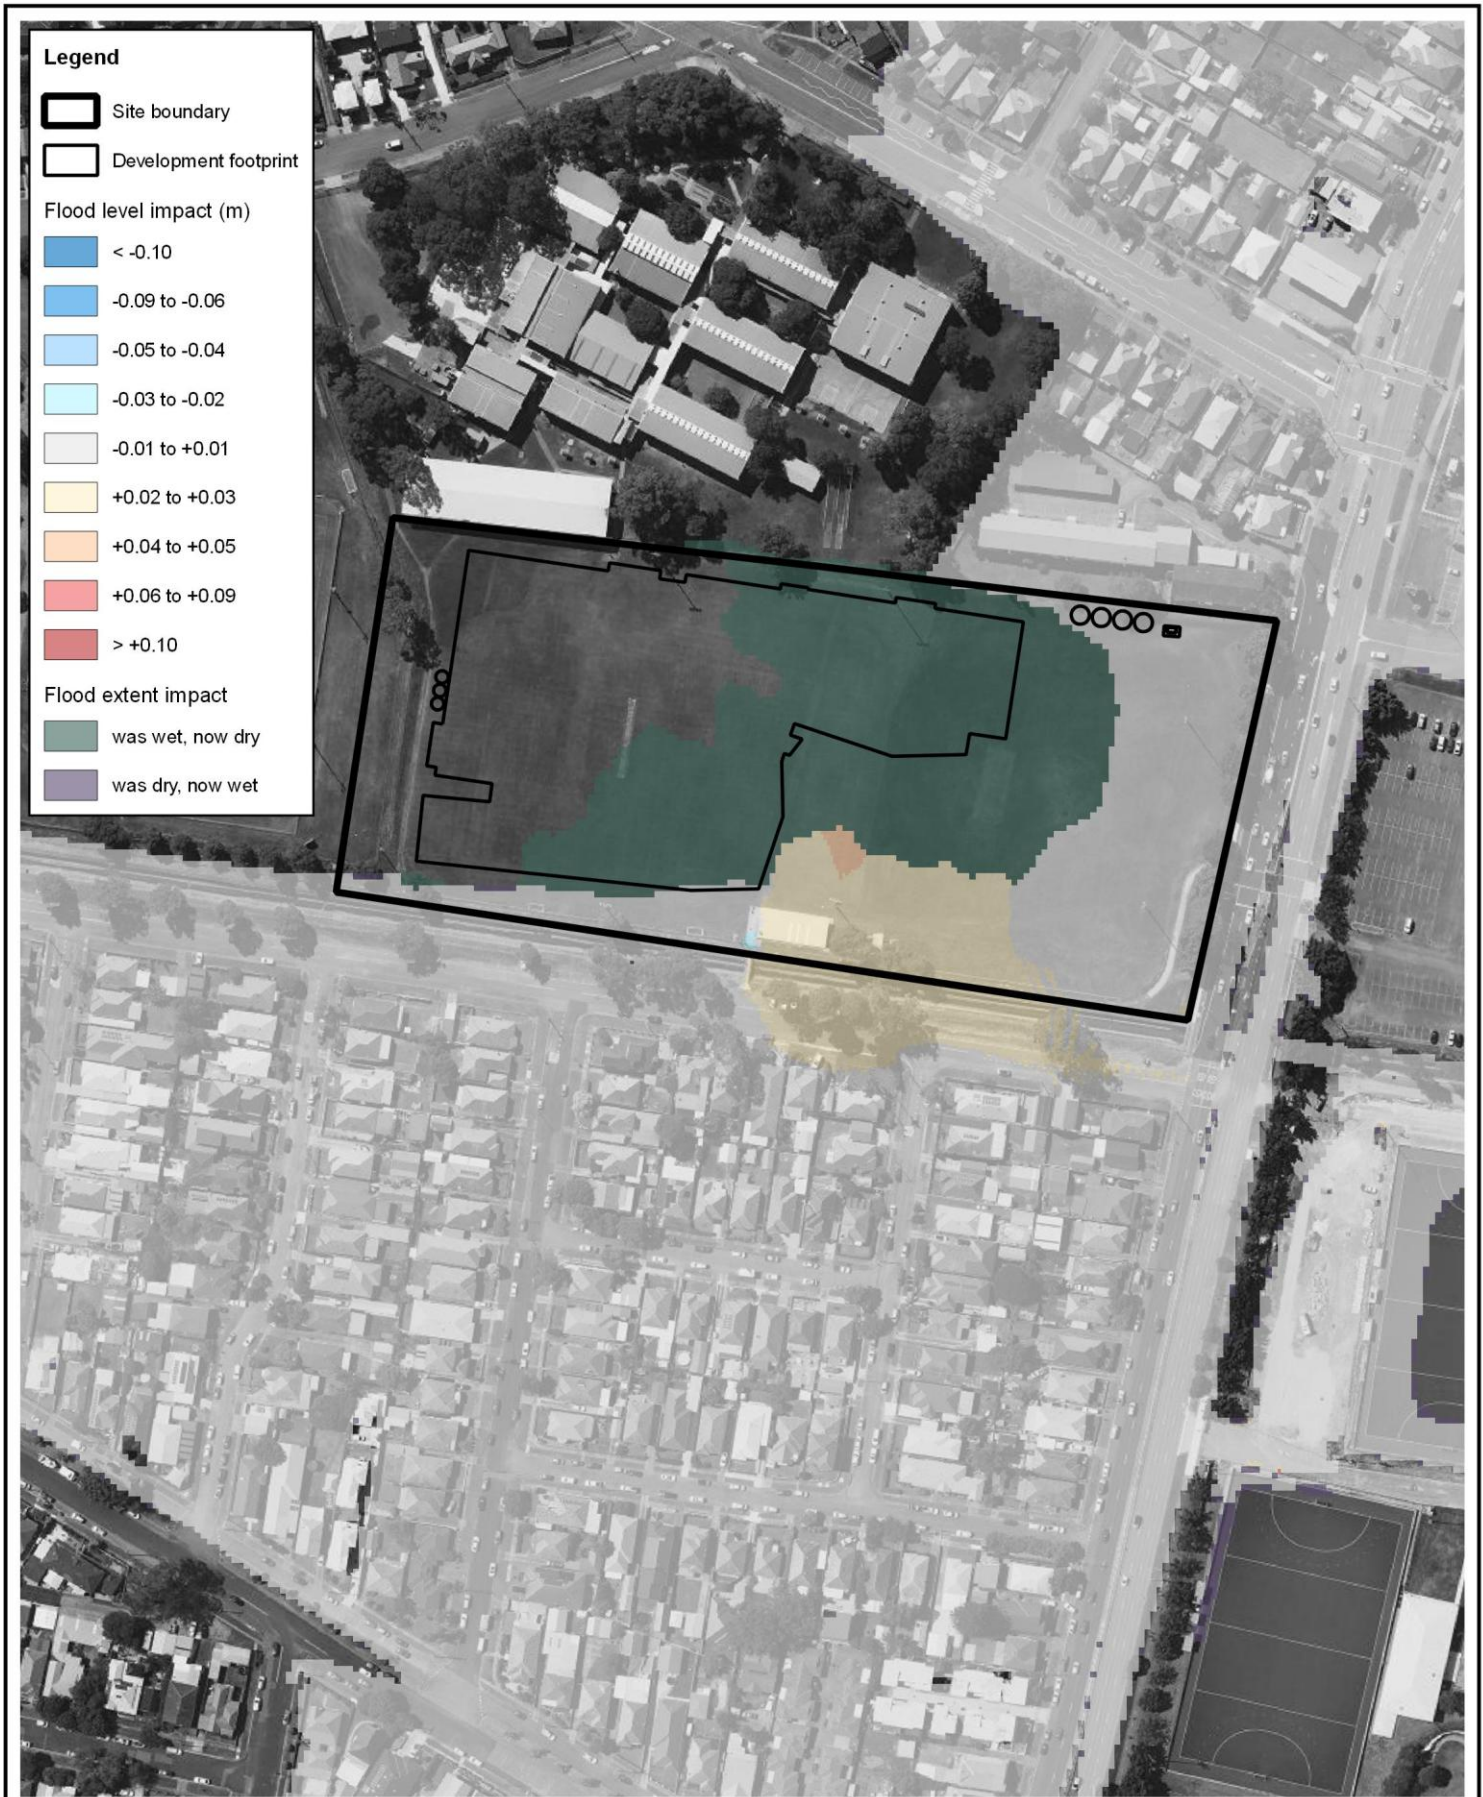 Legend
Site boundary
Development footprint
Flood level impact (m)
< -0.10
-0.09 to -0.06
-0.05 to -0.04
-0.03 to -0.02
-0.01 to +0.01
+0.02 to +0.03
+0.04 to +0.05
+0.06 to +0.09
> +0.10
Flood extent impact
was wet, now dry
was dry, now wet